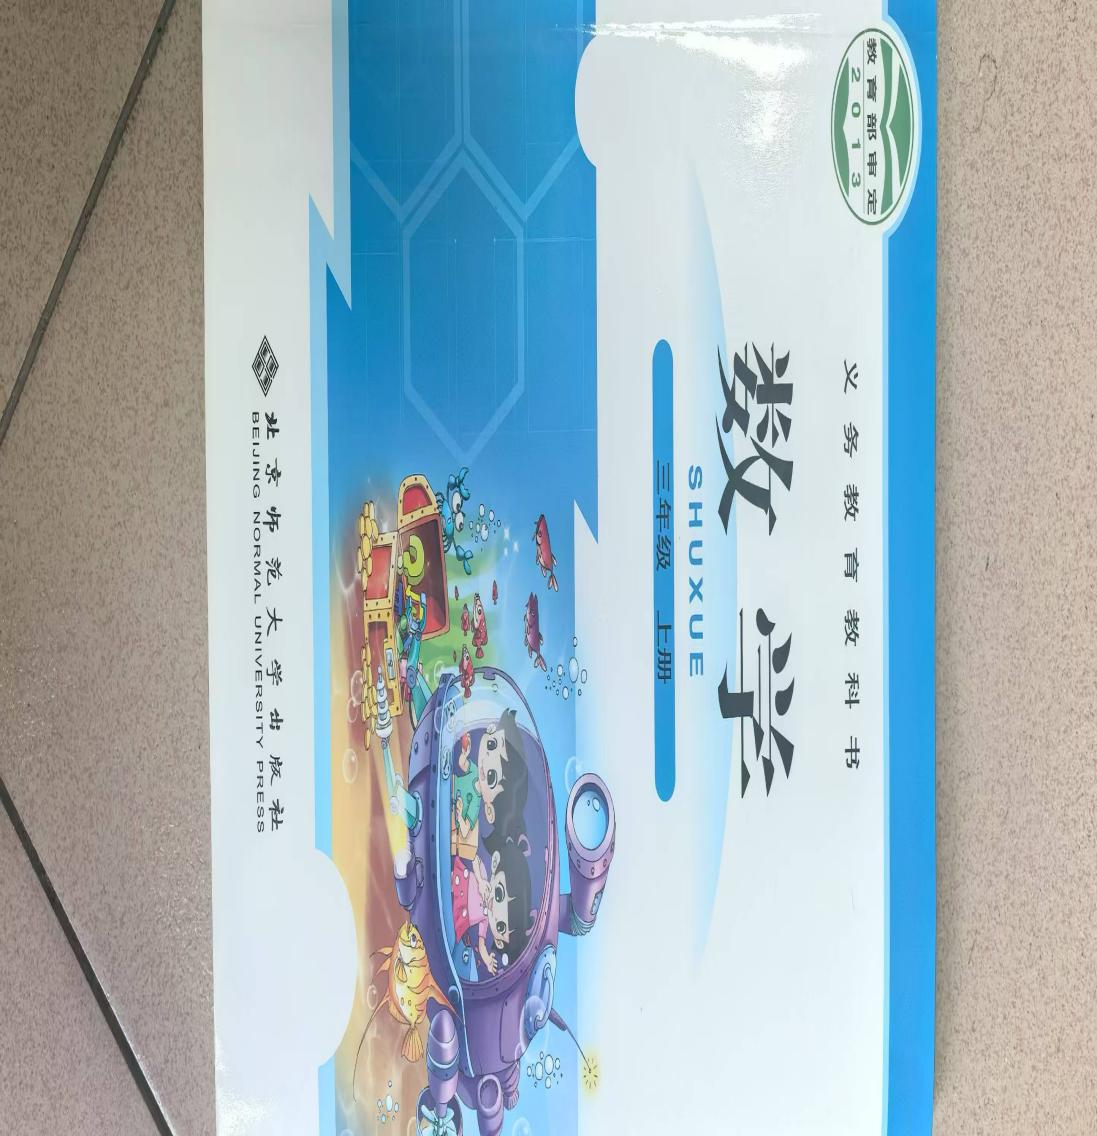 教育部审定
2013
义务教育教科书
数学
SHUXUE
三年级 上册
北京师范大学出版社
BEIJING NORMAL UNIVERSITY PRESS